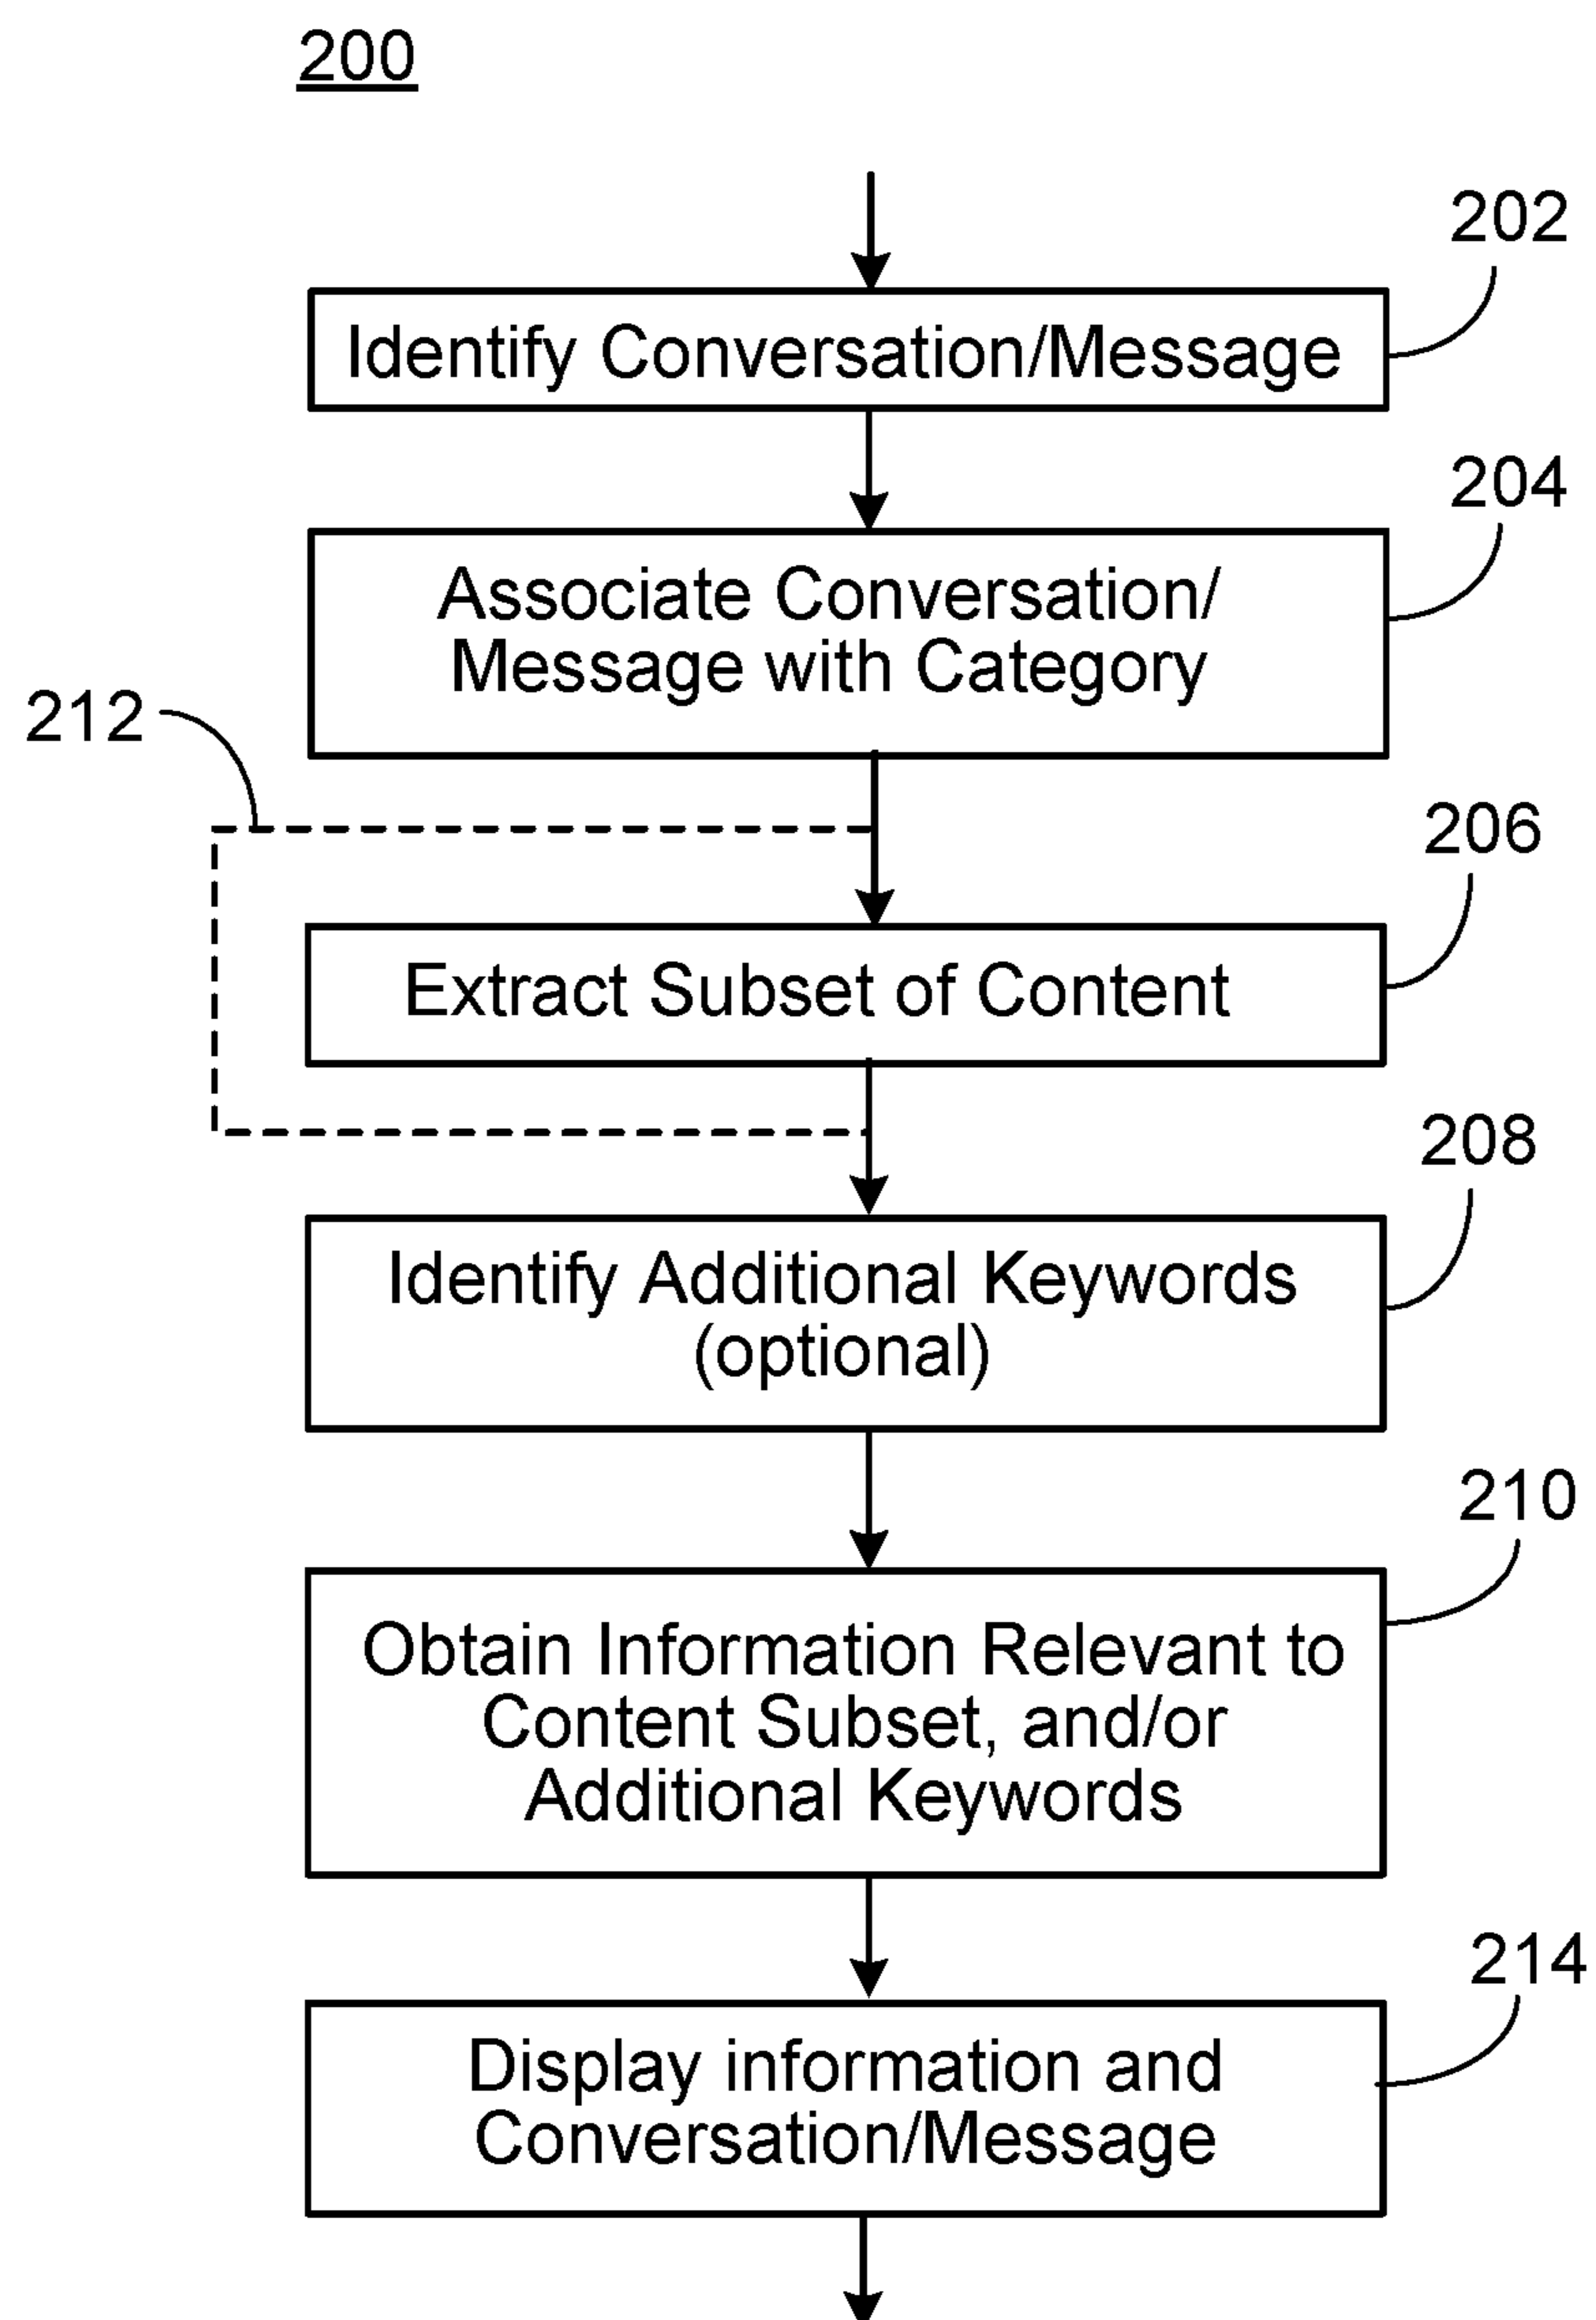 200
202
Identify Conversation/Message
204
Associate Conversation/
Message with Category
212
206
Extract Subset of Content
208
Identify Additional Keywords
(optional)
210
Obtain Information Relevant to
Content Subset, and/or
Additional Keywords
214
Display information and
Conversation/Message